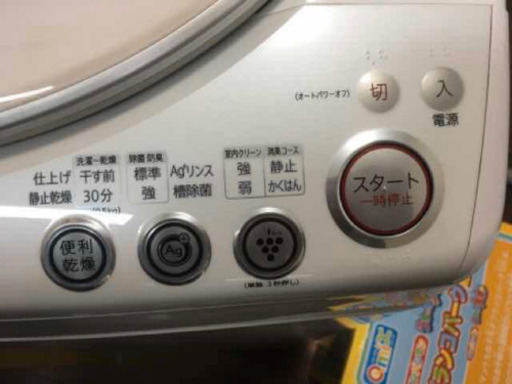 (オートパワーオフ)
切
入
電源
仕上げ
静止乾燥
洗濯～乾燥
干す前
30分
除菌 防臭
標準
強
Agリンス
槽除菌
室内クリーン
強
弱
消臭コース
静止
かくはん
スタート
一時停止
便利
乾燥
Ag+